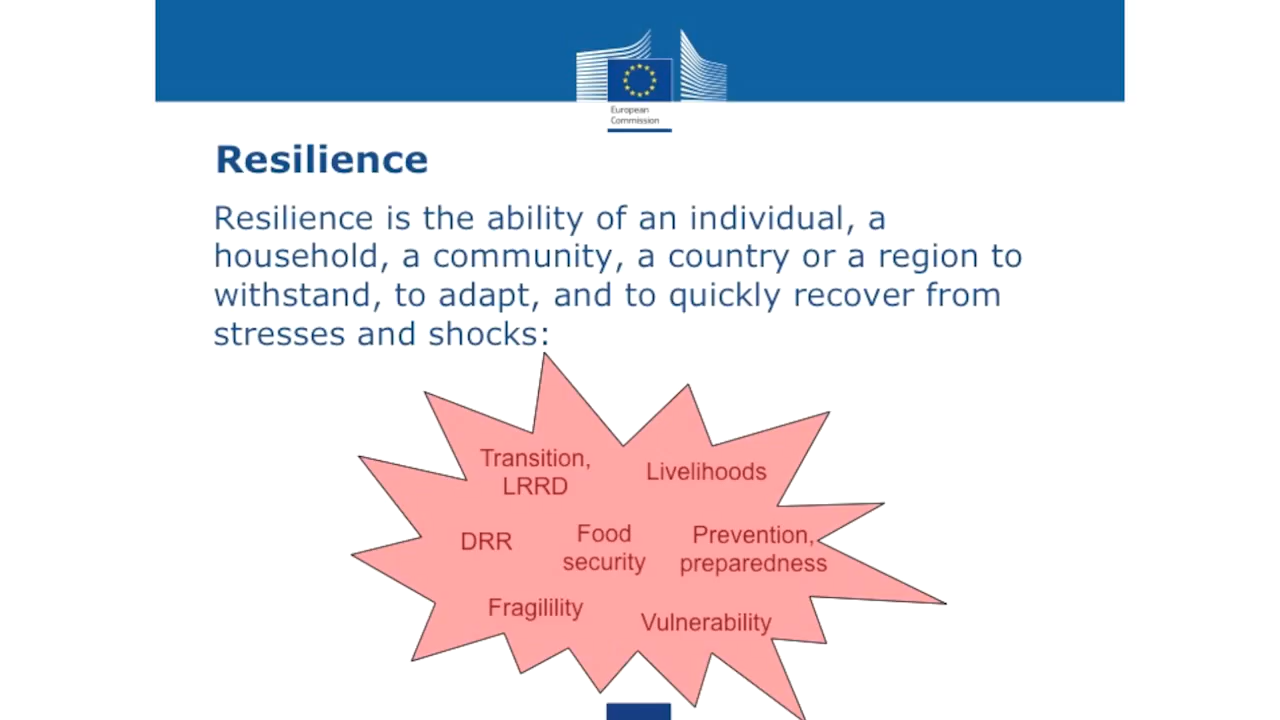 European
Commission
Resilience
Resilience is the ability of an individual, a
household, a community, a country or a region to
withstand, to adapt, and to quickly recover from
stresses and shocks:
Transition,
LRRD
Livelihoods
DRR
Food
security
Prevention,
preparedness
Fragilility
Vulnerability